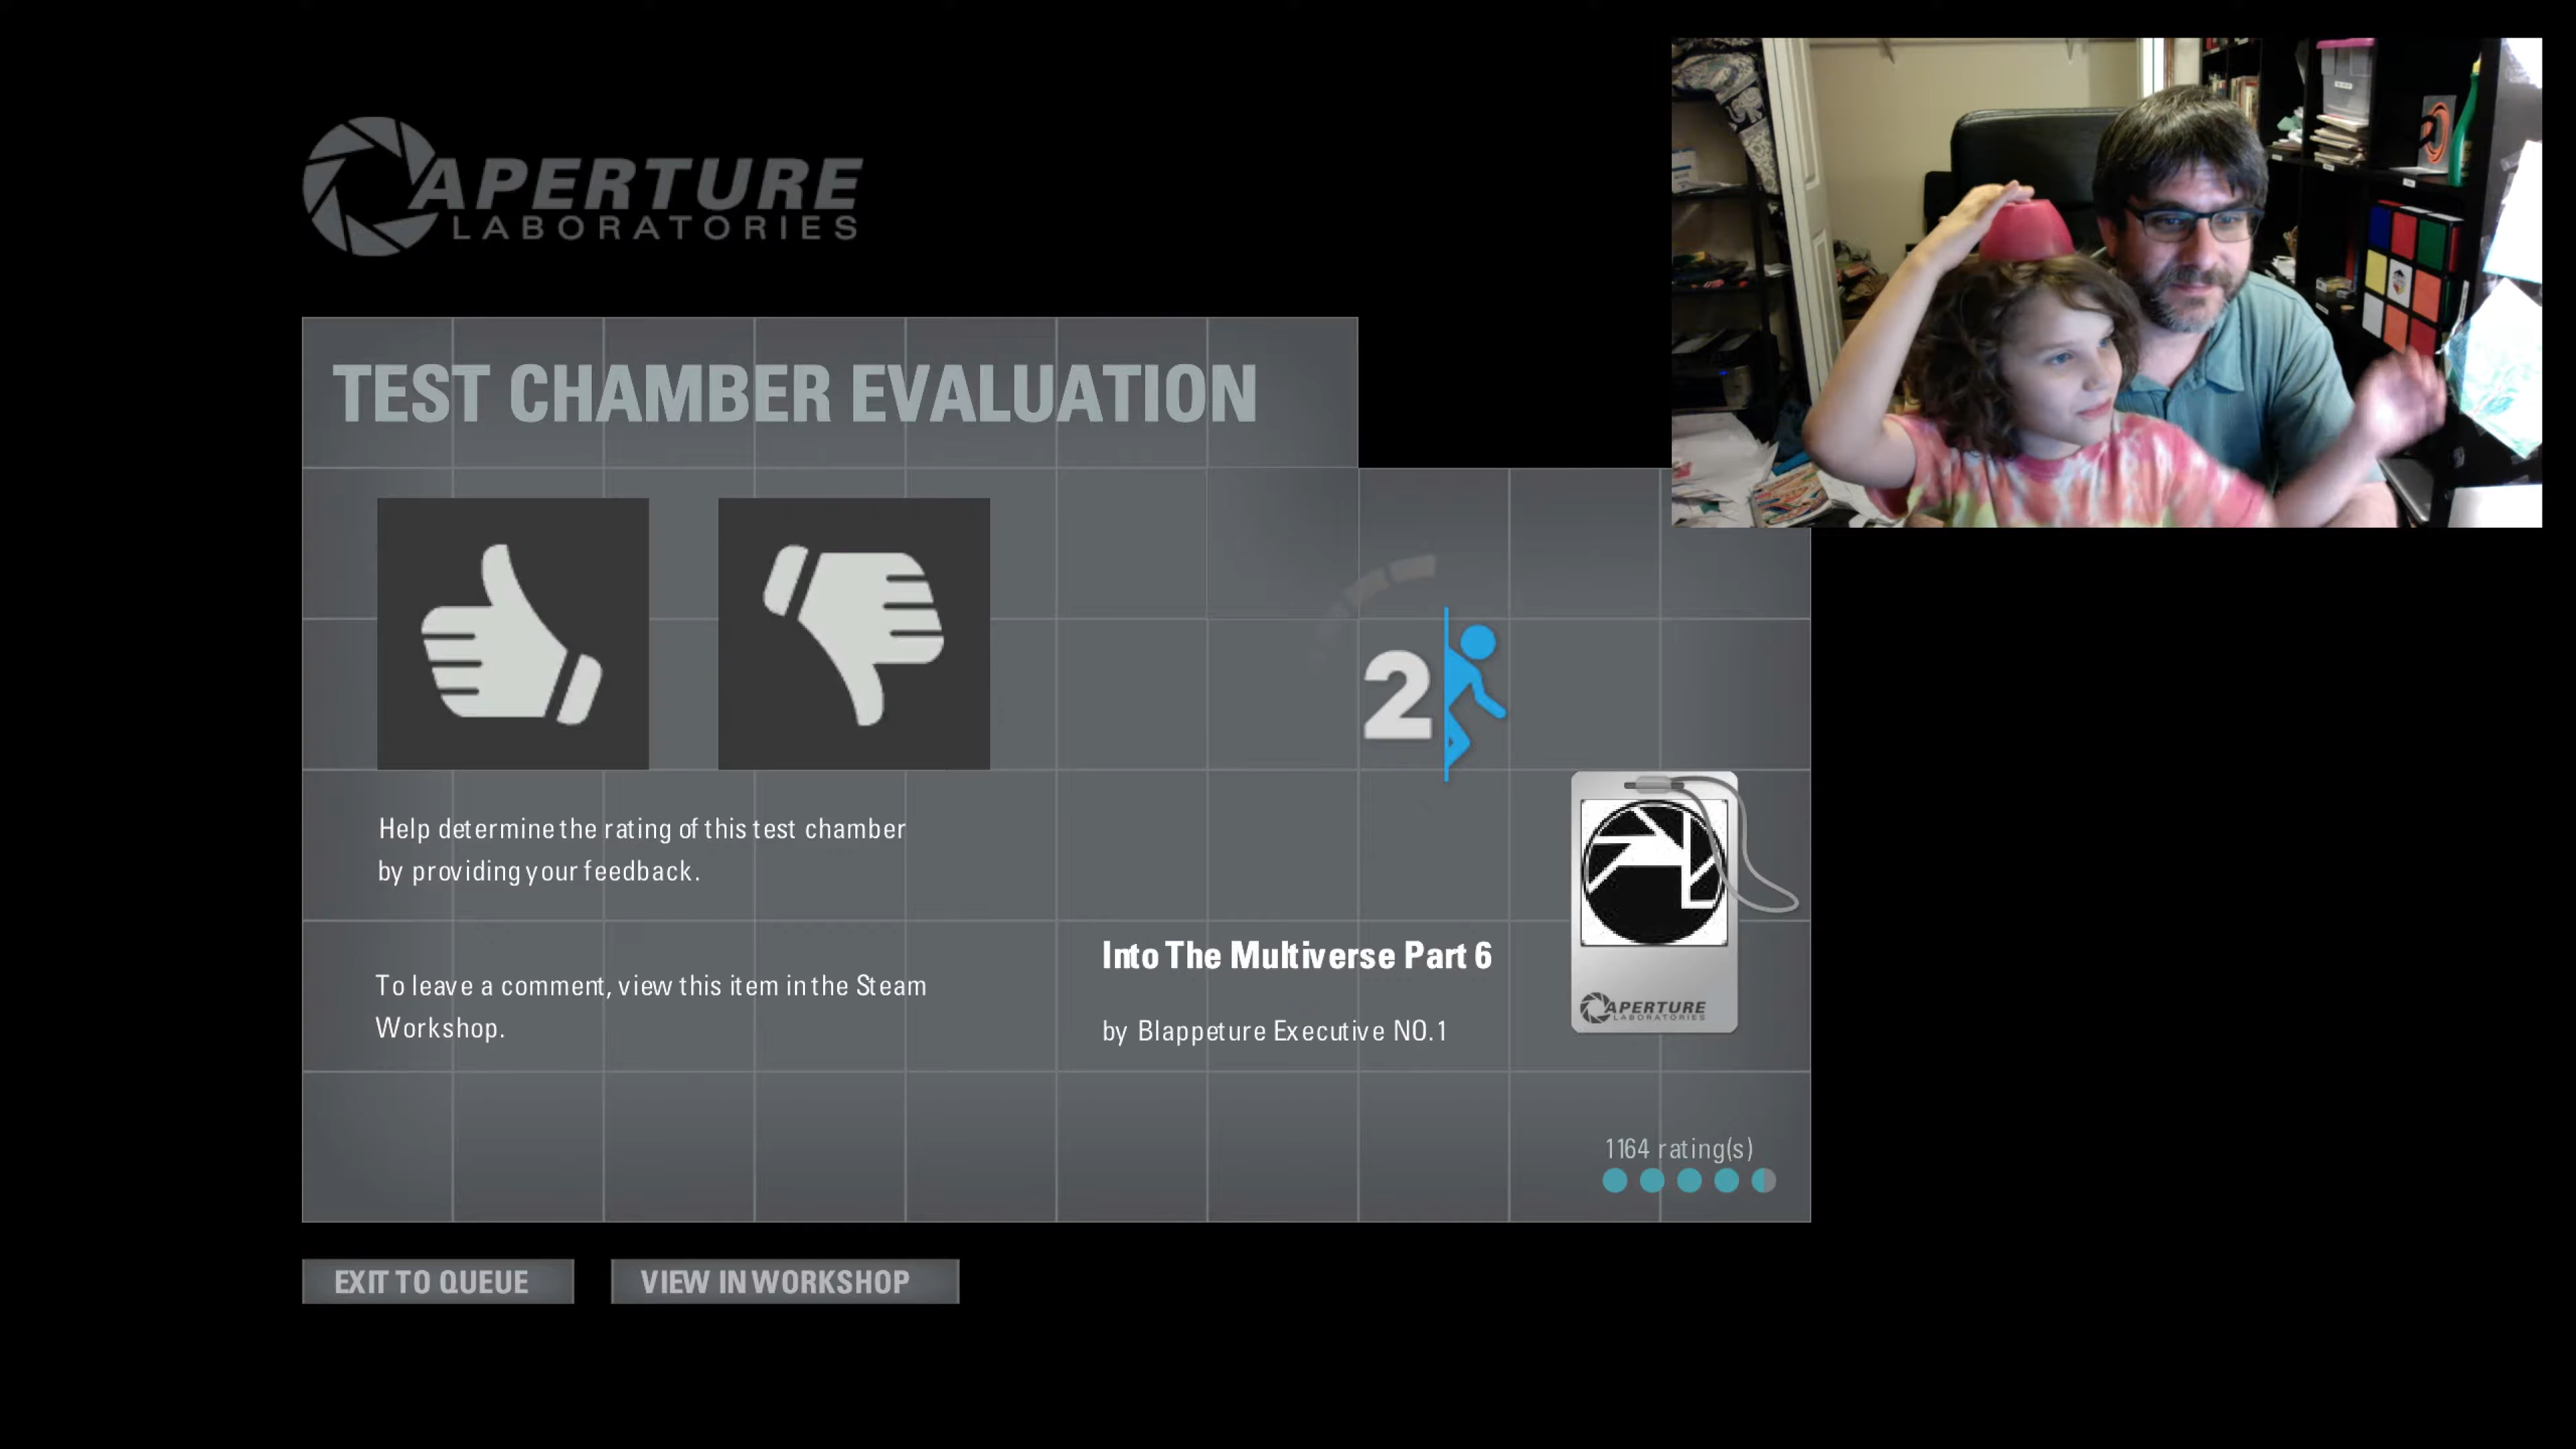 APERTURE
LABORATORIES
TEST CHAMBER EVALUATION
2
Help determine the rating of this test chamber
by providing your feedback.
To leave a comment, view this item in the Steam
Workshop.
Into The Multiverse Part 6
by Blappeture Executive NO.1
APERTURE
LABORATORIES
1164 rating(s)
EXIT TO QUEUE
VIEW IN WORKSHOP